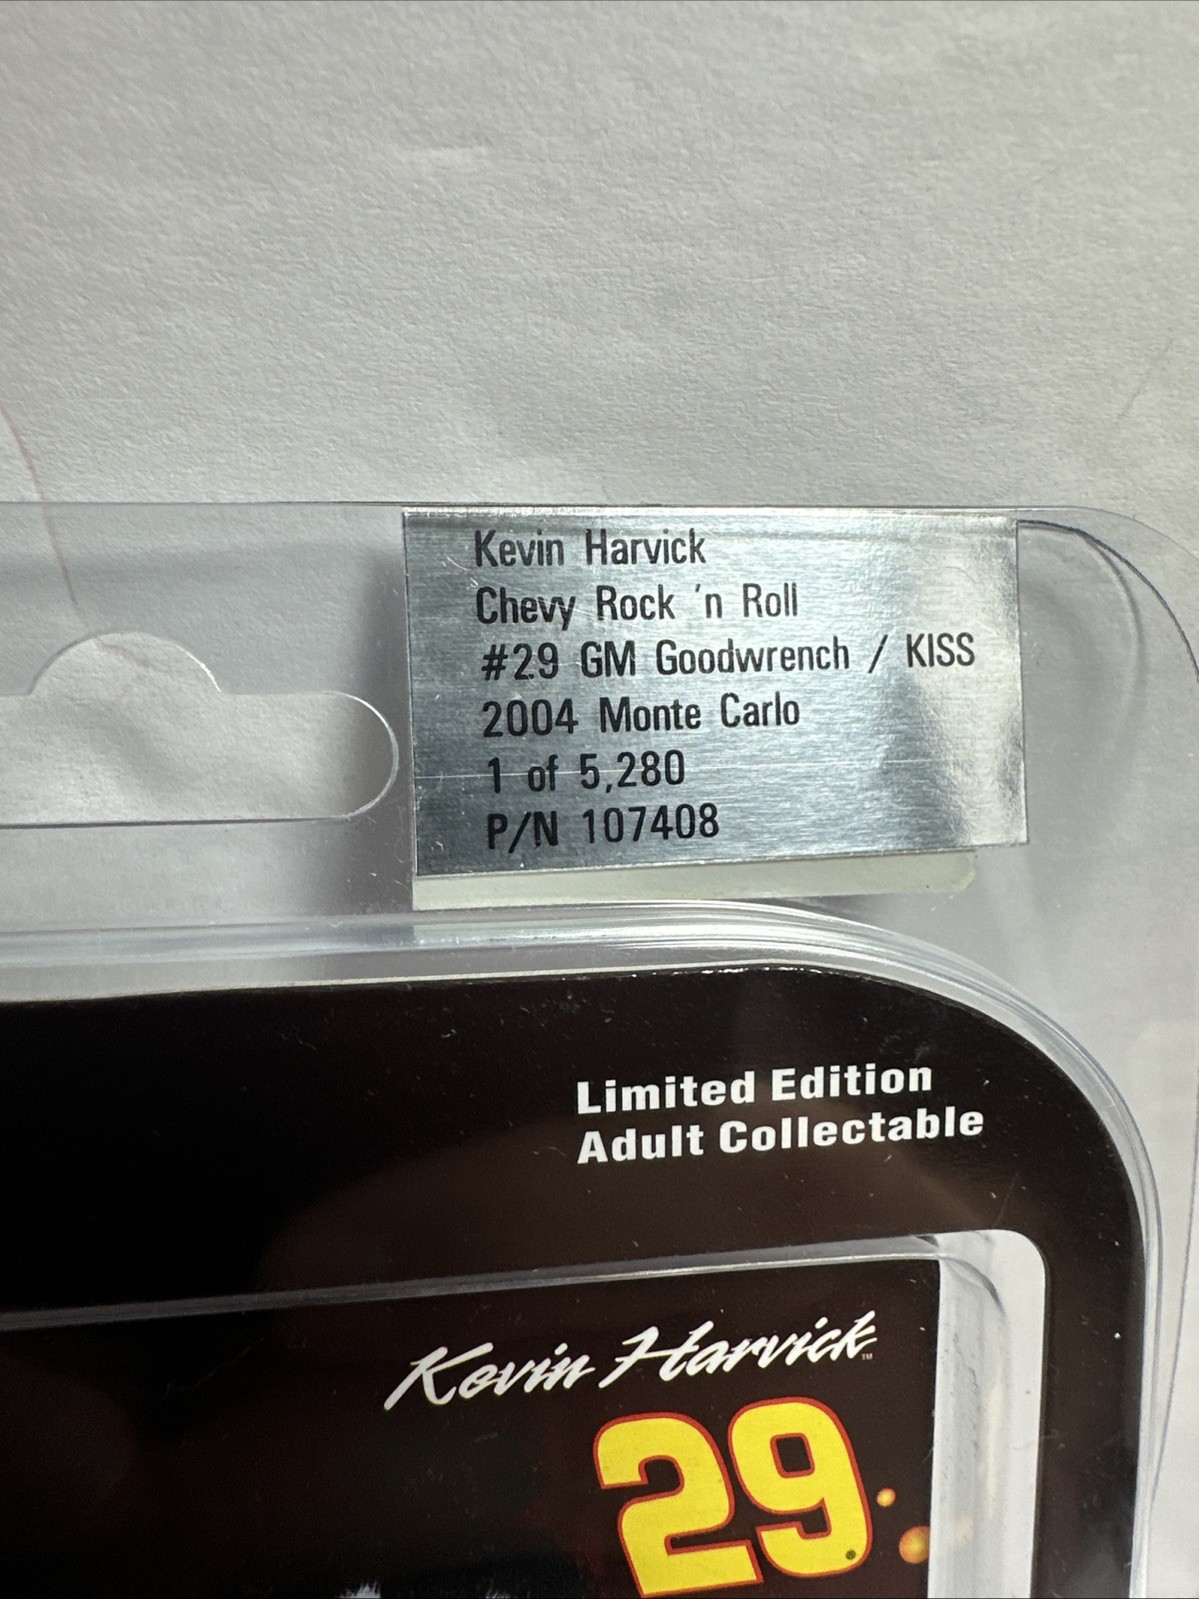 Kevin Harvick
Chevy Rock 'n Roll
#29 GM Goodwrench / KISS
2004 Monte Carlo
1 of 5,280
P/N 107408
Limited Edition
Adult Collectable
Kevin Harvick™
29